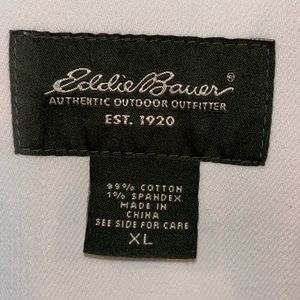 Eddie Bauer®
AUTHENTIC OUTDOOR OUTFITTER
EST. 1920
99% COTTON
1% SPANDEX
MADE IN
CHINA
SEE SIDE FOR CARE
XL